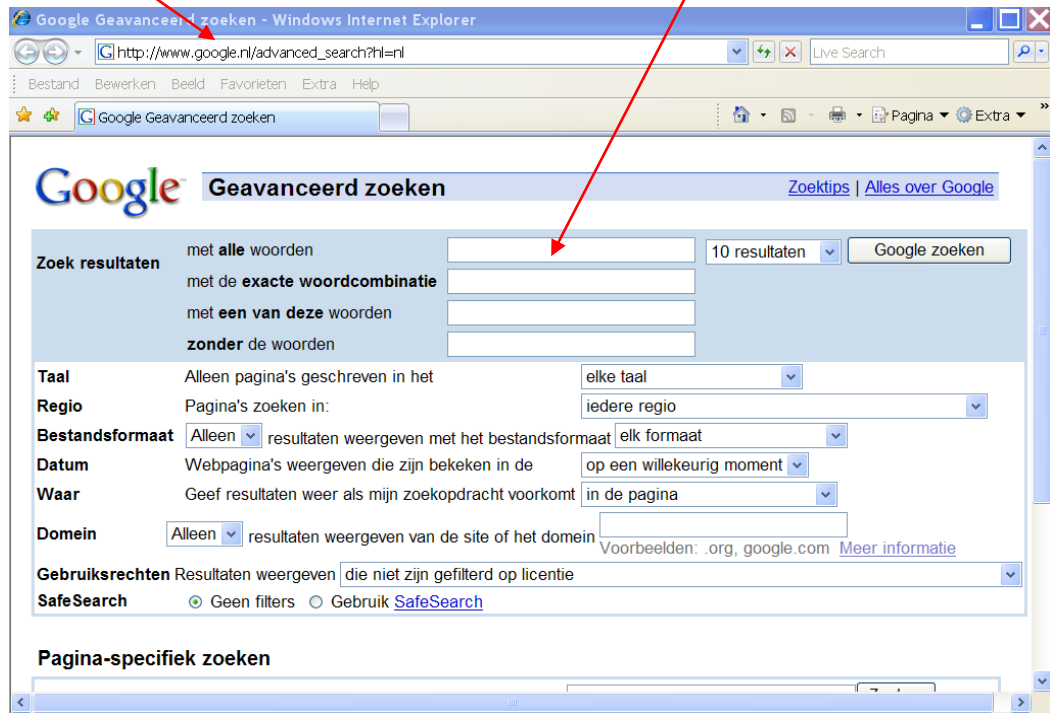 Google Geavanceerd zoeken - Windows Internet Explorer
http://www.google.nl/advanced_search?hl=nl Live Search
Bestand Bewerken Beeld Favorieten Extra Help
Google Geavanceerd zoeken Pagina Extra »
Google™ Geavanceerd zoeken Zoektips | Alles over Google
Zoek resultaten met alle woorden 10 resultaten Google zoeken
met de exacte woordcombinatie
met een van deze woorden
zonder de woorden
Taal Alleen pagina's geschreven in het elke taal
Regio Pagina's zoeken in: iedere regio
Bestandsformaat Alleen resultaten weergeven met het bestandsformaat elk formaat
Datum Webpagina's weergeven die zijn bekeken in de op een willekeurig moment
Waar Geef resultaten weer als mijn zoekopdracht voorkomt in de pagina
Domein Alleen resultaten weergeven van de site of het domein
Voorbeelden: .org, google.com Meer informatie
Gebruiksrechten Resultaten weergeven die niet zijn gefilterd op licentie
SafeSearch Geen filters Gebruik SafeSearch
Pagina-specifiek zoeken